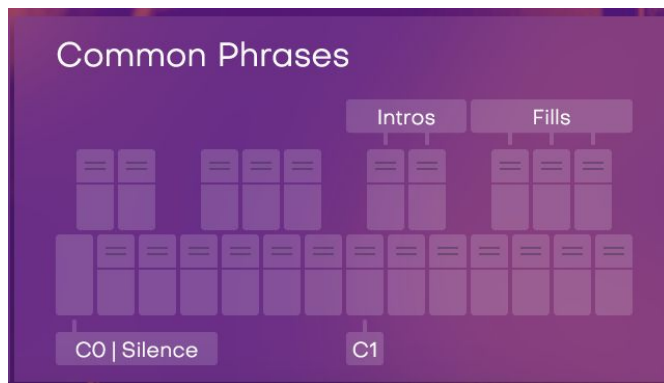 Common Phrases
Intros
Fills
C0 | Silence
C1